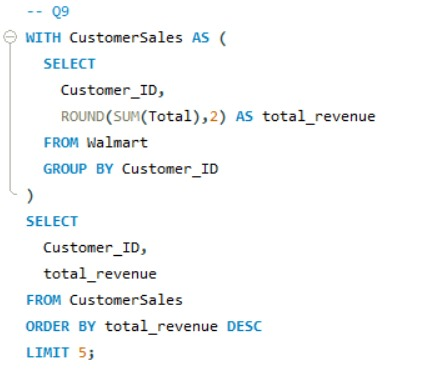 -- Q9
WITH CustomerSales AS (
SELECT
Customer_ID,
ROUND(SUM(Total),2) AS total_revenue
FROM Walmart
GROUP BY Customer_ID
)
SELECT
Customer_ID,
total_revenue
FROM CustomerSales
ORDER BY total_revenue DESC
LIMIT 5;